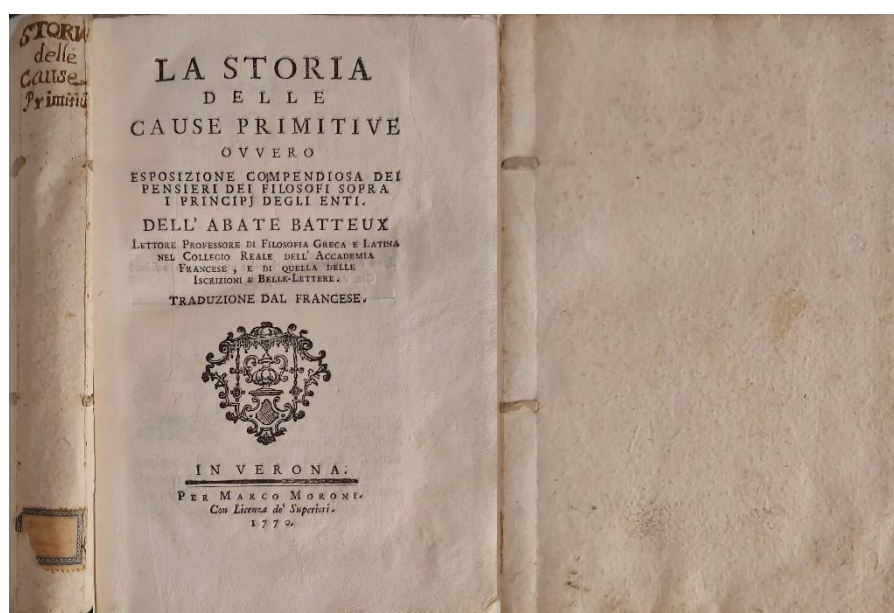 STORIA
delle
Cause
Primitive
LA STORIA
DELLE
CAUSE PRIMITIVE
OVVERO
ESPOSIZIONE COMPENDIOSA DEI
PENSIERI DEI FILOSOFI SOPRA
I PRINCIPJ DEGLI ENTI.
DELL' ABATE BATTEUX
LETTORE PROFESSORE DI FILOSOFIA GRECA E LATINA
NEL COLLEGIO REALE DELL' ACCADEMIA
FRANCESE, E DI QUELLA DELLE
ISCRIZIONI E BELLE-LETTERE.
TRADUZIONE DAL FRANCESE.
IN VERONA.
PER MARCO MORONI.
Con Licenza de' Superiori.
1770.